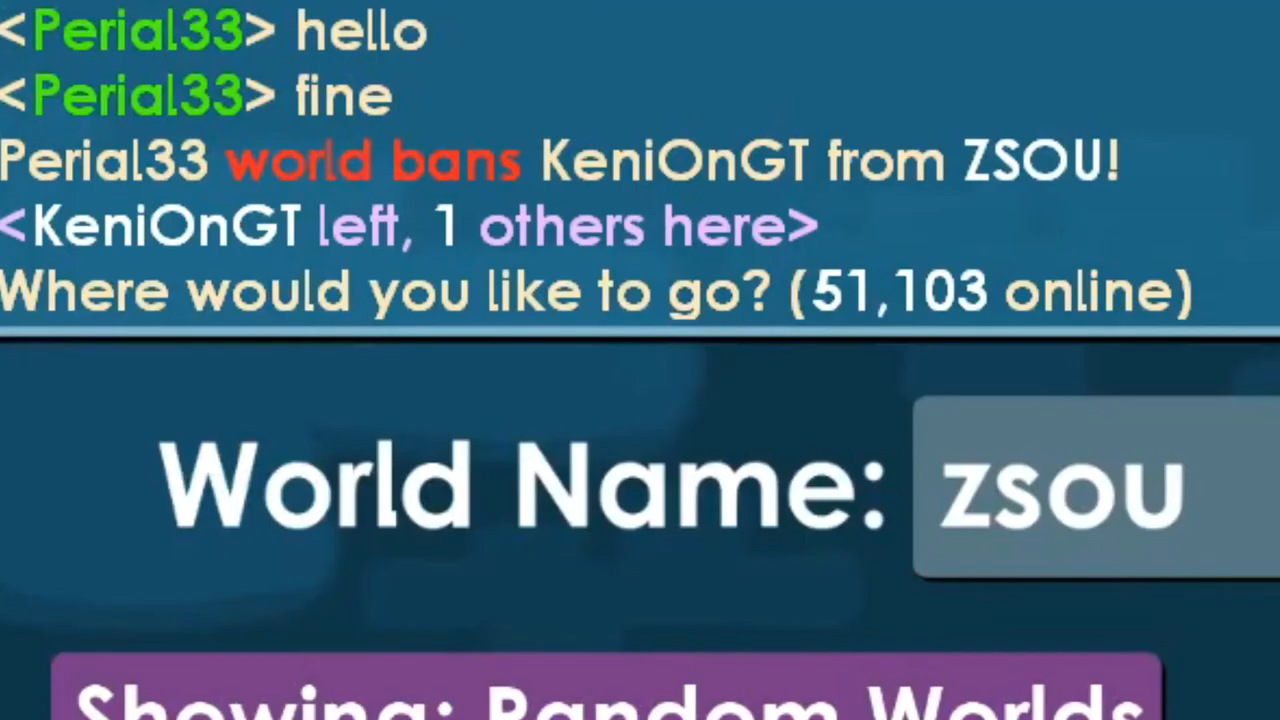 <Perial33> hello
<Perial33> fine
Perial33 world bans KeniOnGT from ZSOU!
<KeniOnGT left, 1 others here>
Where would you like to go? (51,103 online)
World Name: zsou
Showing: Random Worlds